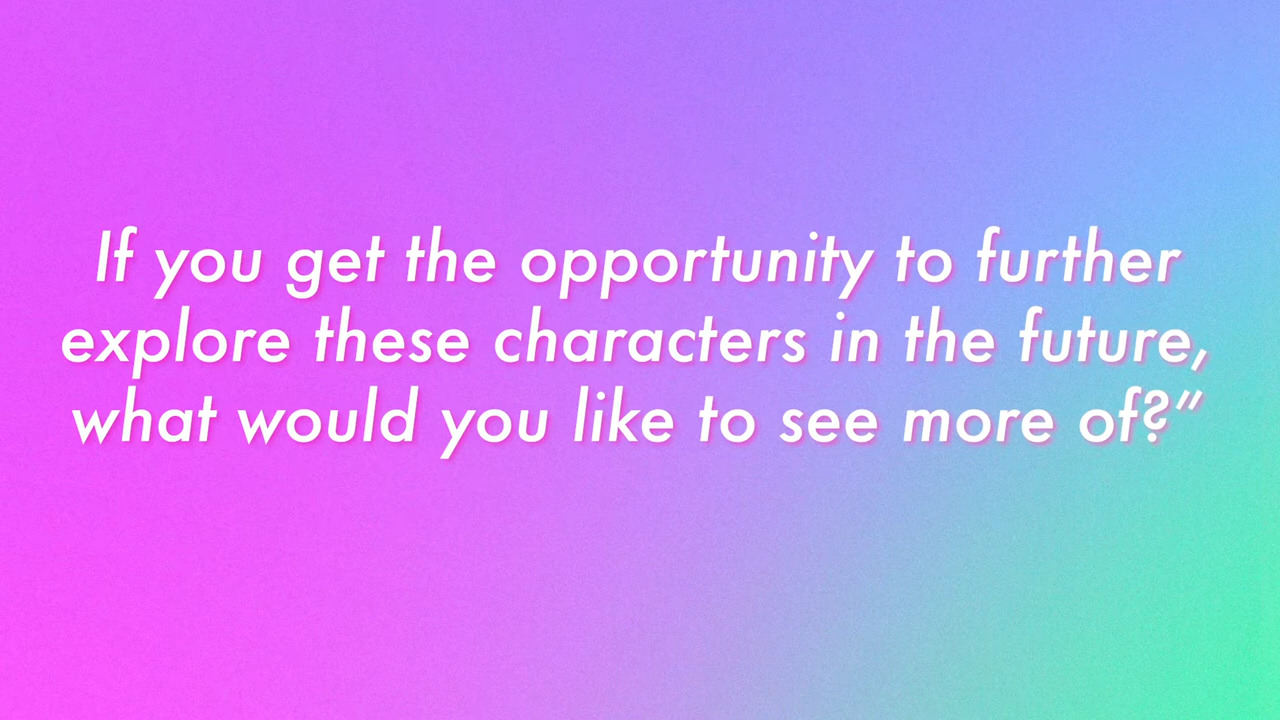 If you get the opportunity to further
explore these characters in the future,
what would you like to see more of?”